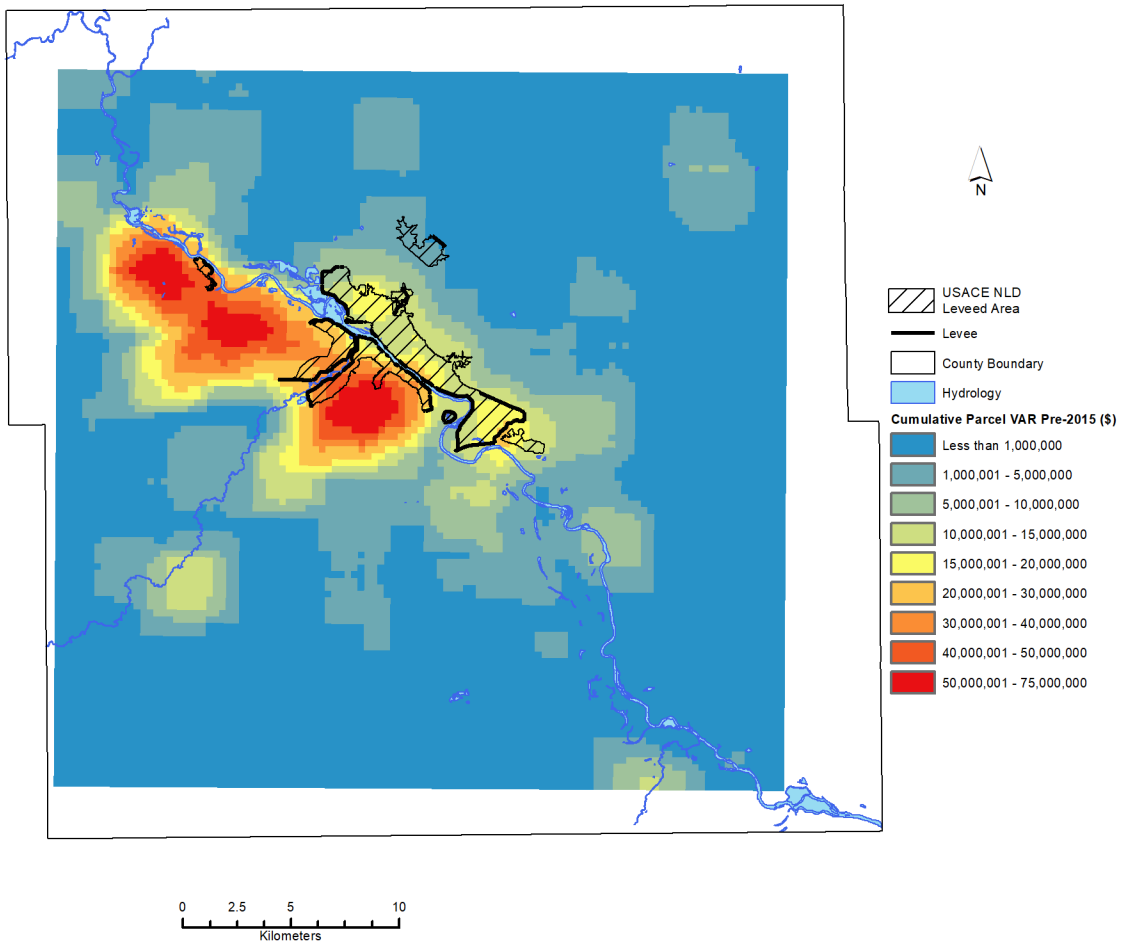 N
USACE NLD
Leveed Area
Levee
County Boundary
Hydrology
Cumulative Parcel VAR Pre-2015 ($)
Less than 1,000,000
1,000,001 - 5,000,000
5,000,001 - 10,000,000
10,000,001 - 15,000,000
15,000,001 - 20,000,000
20,000,001 - 30,000,000
30,000,001 - 40,000,000
40,000,001 - 50,000,000
50,000,001 - 75,000,000
0 2.5 5 10
Kilometers